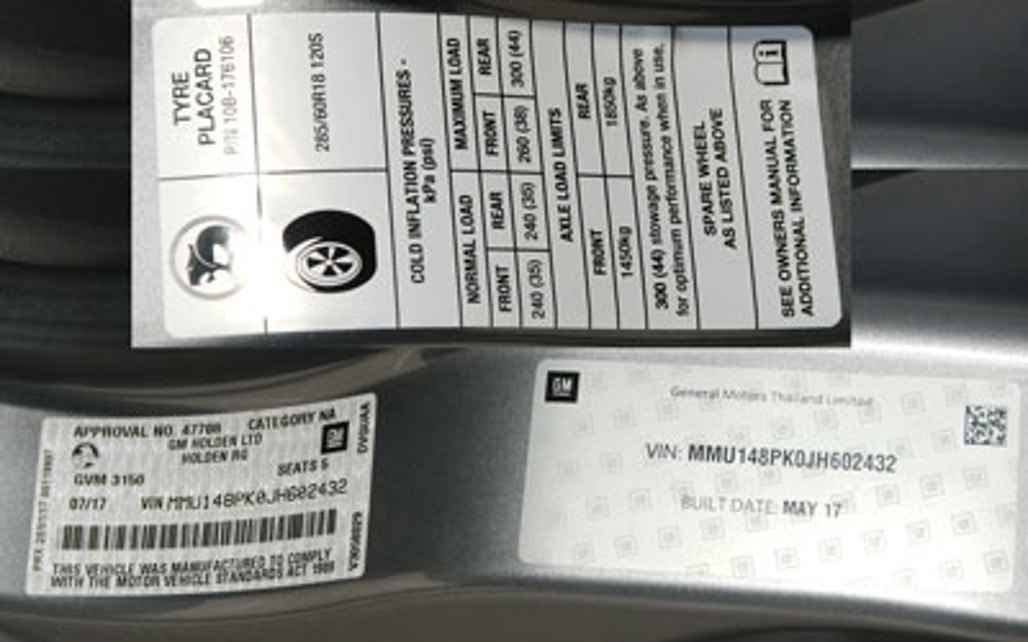 TYRE
PLACARD
P/N 10B-176106
265/60R18 120S
COLD INFLATION PRESSURES -
kPa (psi)
NORMAL LOAD MAXIMUM LOAD
FRONT REAR FRONT REAR
240 (35) 240 (35) 260 (38) 300 (44)
AXLE LOAD LIMITS
FRONT REAR
1450kg 1850kg
300 (44) stowage pressure. As above
for optimum performance when in use,
SPARE WHEEL
AS LISTED ABOVE
SEE OWNERS MANUAL FOR
ADDITIONAL INFORMATION
APPROVAL NO. 47708 CATEGORY NA
GM HOLDEN LTD
HOLDEN RG
GM
GVM 3150 SEATS 5
07/17 VIN MMU148PK0JH602432
THIS VEHICLE WAS MANUFACTURED TO COMPLY
WITH THE MOTOR VEHICLE STANDARDS ACT 1989
GM
General Motors Thailand Limited
VIN: MMU148PK0JH602432
BUILT DATE: MAY 17